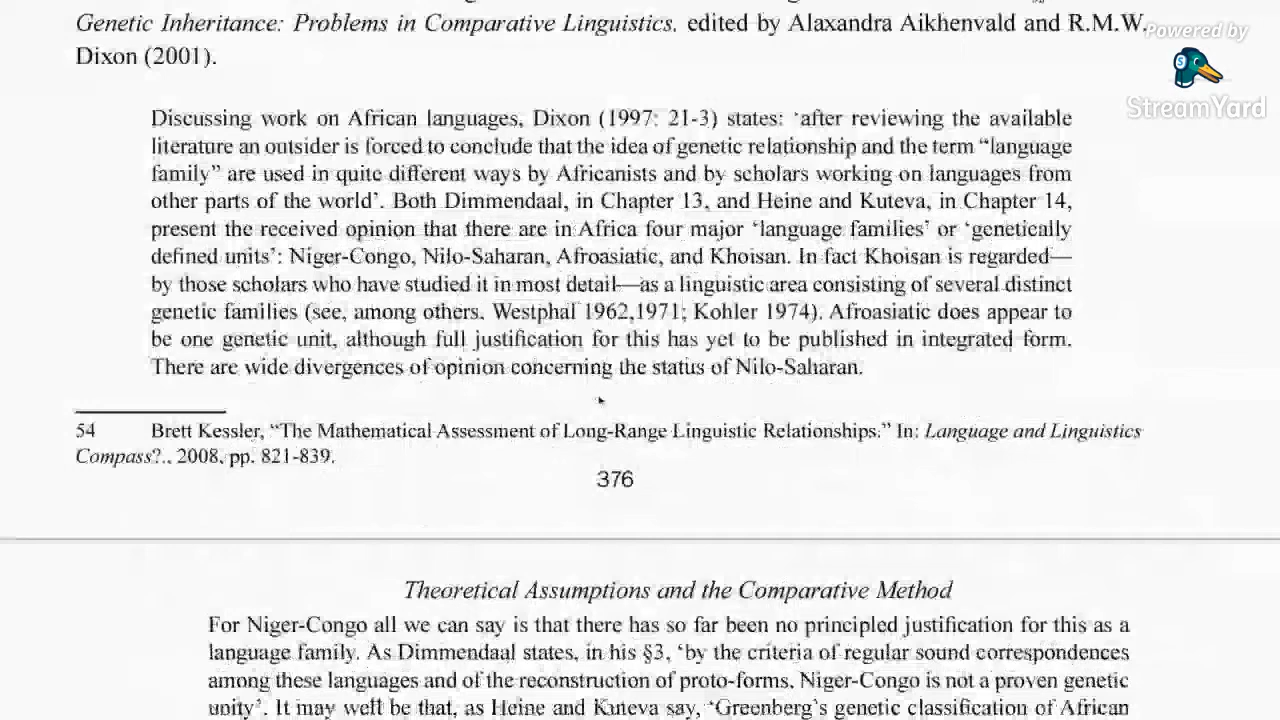 Genetic Inheritance: Problems in Comparative Linguistics, edited by Alaxandra Aikhenvald and R.M.W.
Dixon (2001).
Powered by
StreamYard
Discussing work on African languages, Dixon (1997: 21-3) states: ‘after reviewing the available
literature an outsider is forced to conclude that the idea of genetic relationship and the term “language
family” are used in quite different ways by Africanists and by scholars working on languages from
other parts of the world’. Both Dimmendaal, in Chapter 13, and Heine and Kuteva, in Chapter 14,
present the received opinion that there are in Africa four major ‘language families’ or ‘genetically
defined units’: Niger-Congo, Nilo-Saharan, Afroasiatic, and Khoisan. In fact Khoisan is regarded—
by those scholars who have studied it in most detail—as a linguistic area consisting of several distinct
genetic families (see, among others, Westphal 1962,1971; Kohler 1974). Afroasiatic does appear to
be one genetic unit, although full justification for this has yet to be published in integrated form.
There are wide divergences of opinion concerning the status of Nilo-Saharan.
54 Brett Kessler, “The Mathematical Assessment of Long-Range Linguistic Relationships.” In: Language and Linguistics
Compass?., 2008, pp. 821-839.
376
Theoretical Assumptions and the Comparative Method
For Niger-Congo all we can say is that there has so far been no principled justification for this as a
language family. As Dimmendaal states, in his §3, ‘by the criteria of regular sound correspondences
among these languages and of the reconstruction of proto-forms, Niger-Congo is not a proven genetic
unity’. It may well be that, as Heine and Kuteva say, ‘Greenberg’s genetic classification of African